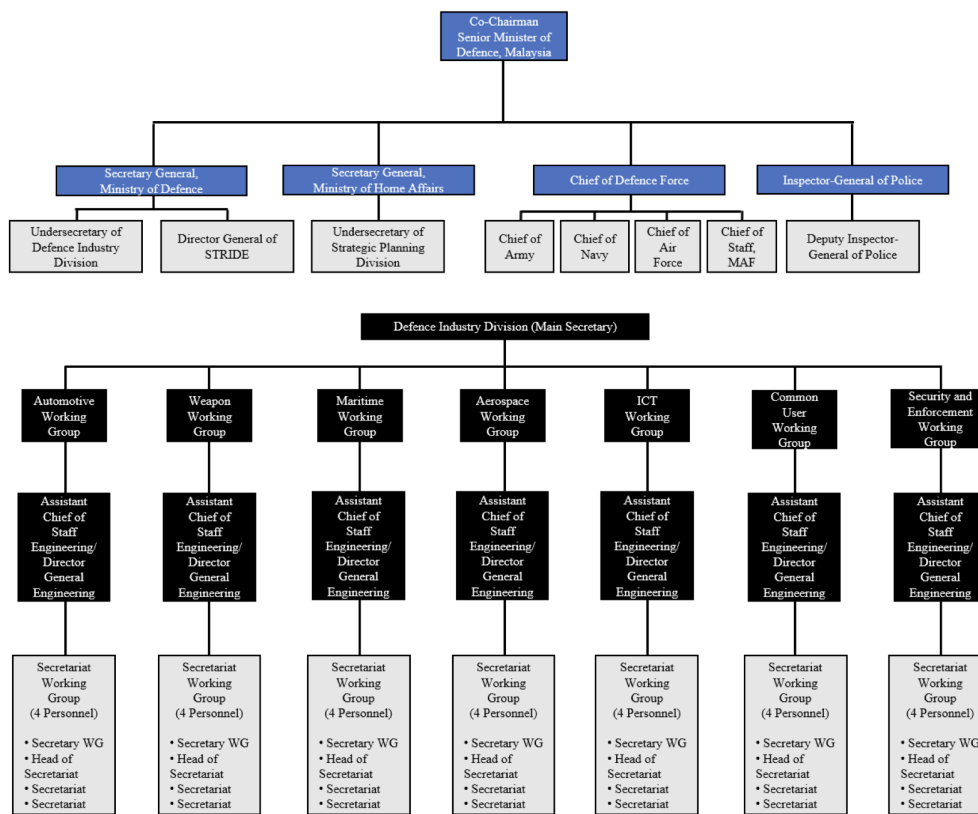 Co-Chairman
Senior Minister of
Defence, Malaysia
Secretary General,
Ministry of Defence
Secretary General,
Ministry of Home Affairs
Chief of Defence Force
Inspector-General of Police
Undersecretary of
Defence Industry
Division
Director General of
STRIDE
Undersecretary of
Strategic Planning
Division
Chief of
Army
Chief of
Navy
Chief of
Air
Force
Chief of
Staff,
MAF
Deputy Inspector-
General of Police
Defence Industry Division (Main Secretary)
Automotive
Working
Group
Weapon
Working
Group
Maritime
Working
Group
Aerospace
Working
Group
ICT
Working
Group
Common
User
Working
Group
Security and
Enforcement
Working
Group
Assistant
Chief of
Staff
Engineering/
Director
General
Engineering
Assistant
Chief of
Staff
Engineering/
Director
General
Engineering
Assistant
Chief of
Staff
Engineering/
Director
General
Engineering
Assistant
Chief of
Staff
Engineering/
Director
General
Engineering
Assistant
Chief of
Staff
Engineering/
Director
General
Engineering
Assistant
Chief of
Staff
Engineering/
Director
General
Engineering
Assistant
Chief of
Staff
Engineering/
Director
General
Engineering
Secretariat
Working
Group
(4 Personnel)
• Secretary WG
• Head of
Secretariat
• Secretariat
• Secretariat
Secretariat
Working
Group
(4 Personnel)
• Secretary WG
• Head of
Secretariat
• Secretariat
• Secretariat
Secretariat
Working
Group
(4 Personnel)
• Secretary WG
• Head of
Secretariat
• Secretariat
• Secretariat
Secretariat
Working
Group
(4 Personnel)
• Secretary WG
• Head of
Secretariat
• Secretariat
• Secretariat
Secretariat
Working
Group
(4 Personnel)
• Secretary WG
• Head of
Secretariat
• Secretariat
• Secretariat
Secretariat
Working
Group
(4 Personnel)
• Secretary WG
• Head of
Secretariat
• Secretariat
• Secretariat
Secretariat
Working
Group
(4 Personnel)
• Secretary WG
• Head of
Secretariat
• Secretariat
• Secretariat